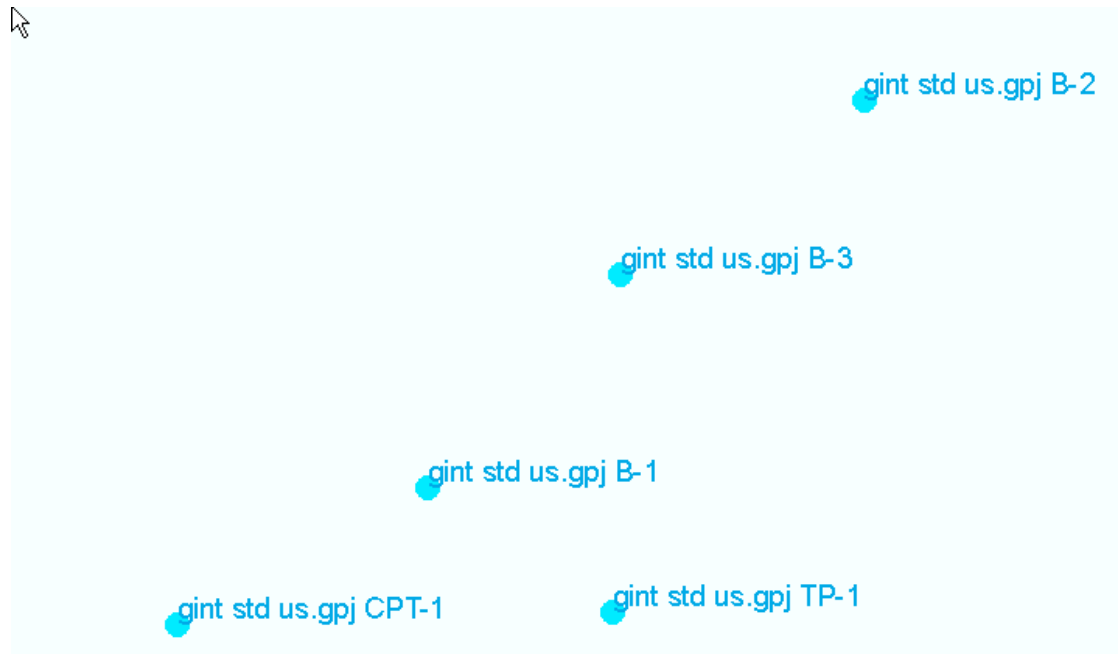 gint std us.gpj B-2
gint std us.gpj B-3
gint std us.gpj B-1
gint std us.gpj TP-1
gint std us.gpj CPT-1